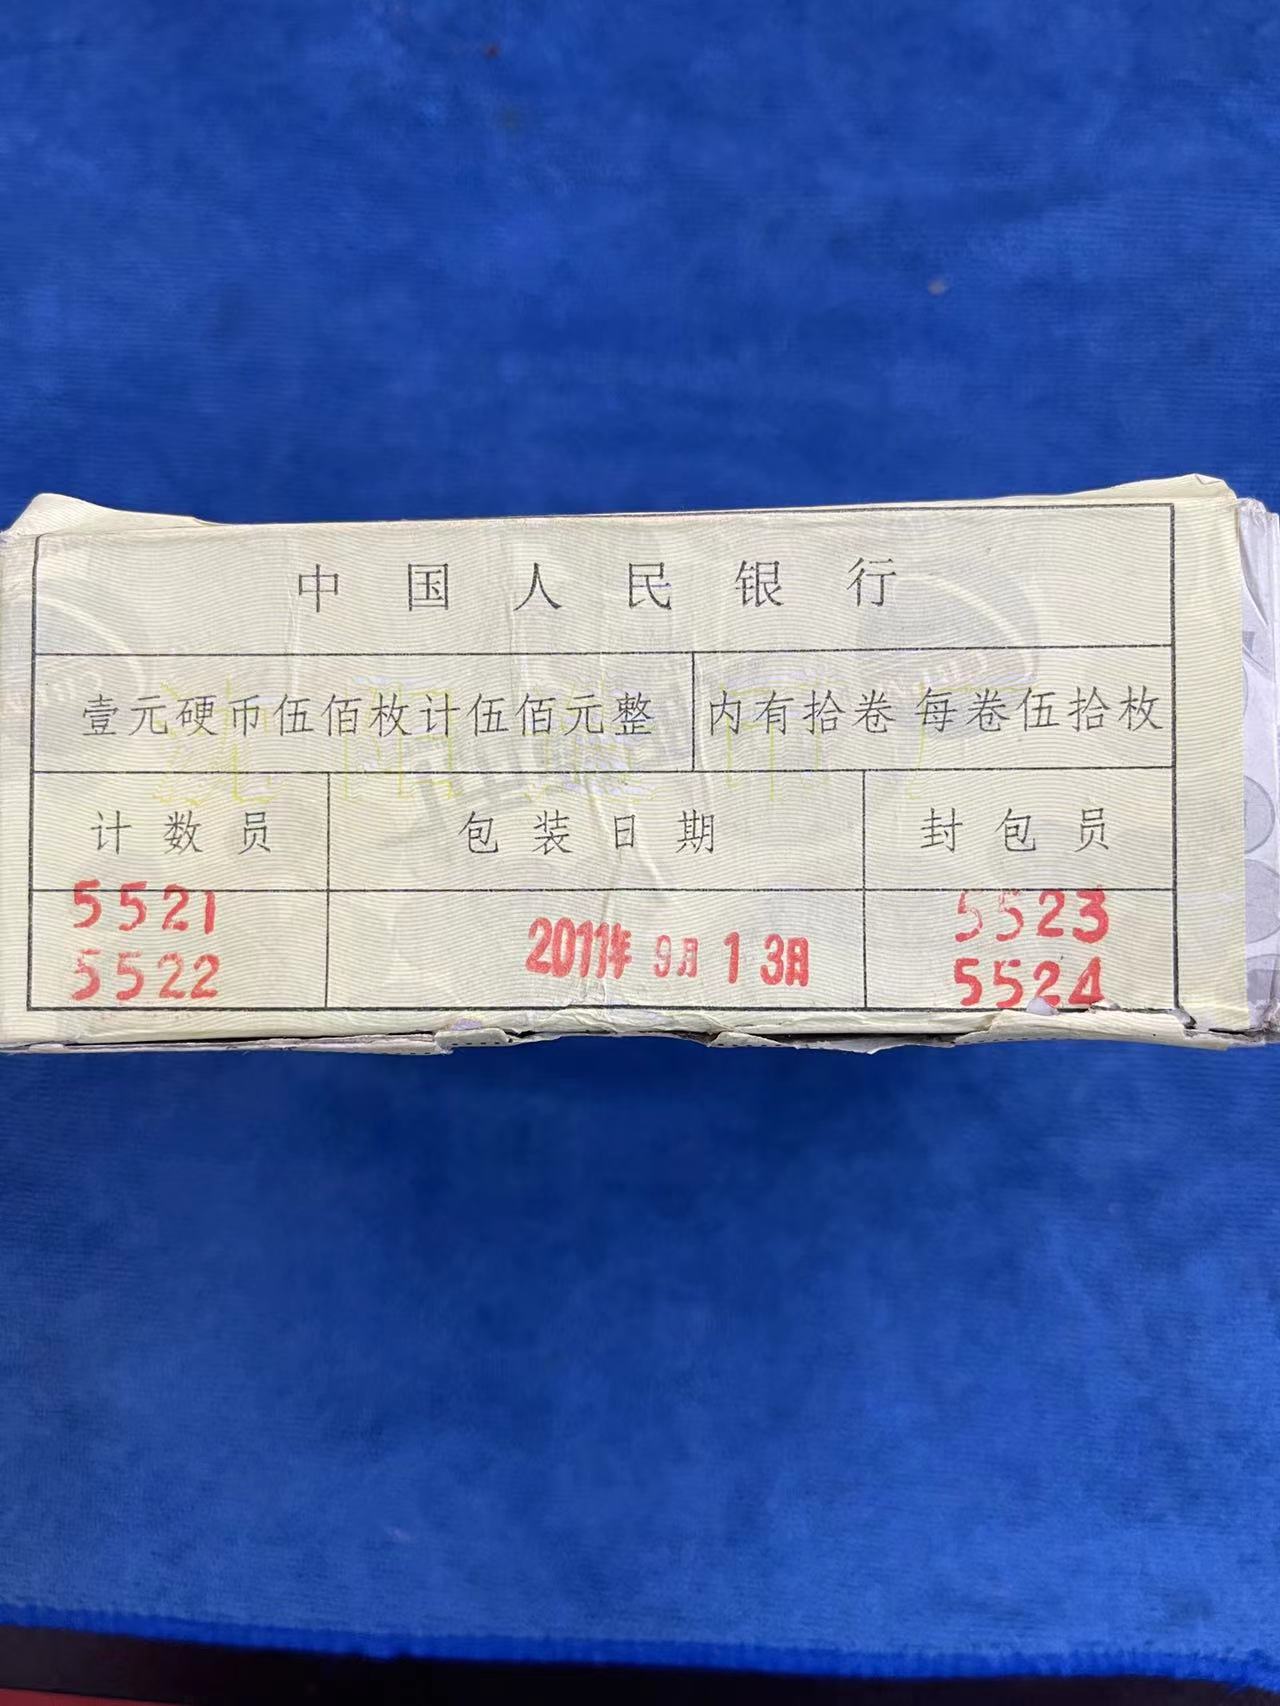 中国人民银行
壹元硬币伍佰枚计伍佰元整 内有拾卷 每卷伍拾枚
计数员 包装日期 封包员
5521 5523
5522 2011年 9月 13日 5524